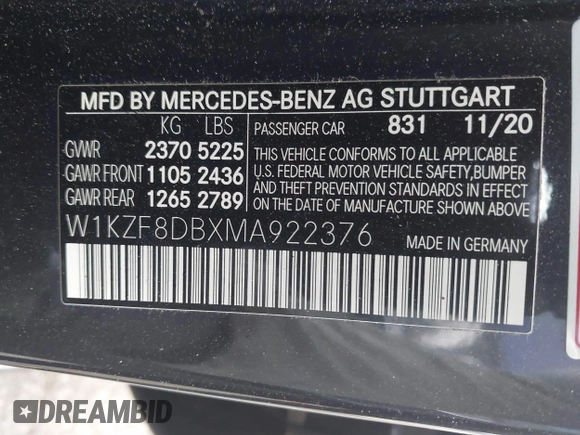 MFD BY MERCEDES-BENZ AG STUTTGART
KG LBS PASSENGER CAR 831 11/20
GVWR 2370 5225
GAWR FRONT 1105 2436
GAWR REAR 1265 2789
THIS VEHICLE CONFORMS TO ALL APPLICABLE
U.S. FEDERAL MOTOR VEHICLE SAFETY,BUMPER
AND THEFT PREVENTION STANDARDS IN EFFECT
ON THE DATE OF MANUFACTURE SHOWN ABOVE.
W1KZF8DBXMA922376 MADE IN GERMANY
DREAMBID